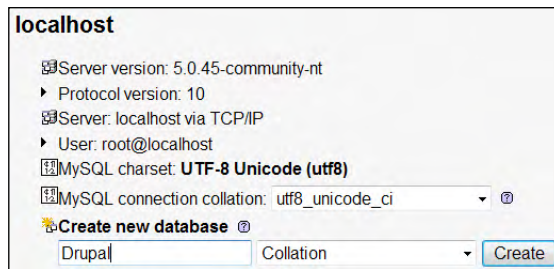 localhost
Server version: 5.0.45-community-nt
Protocol version: 10
Server: localhost via TCP/IP
User: root@localhost
MySQL charset: UTF-8 Unicode (utf8)
MySQL connection collation: utf8_unicode_ci ?
Create new database ?
Drupal Collation Create